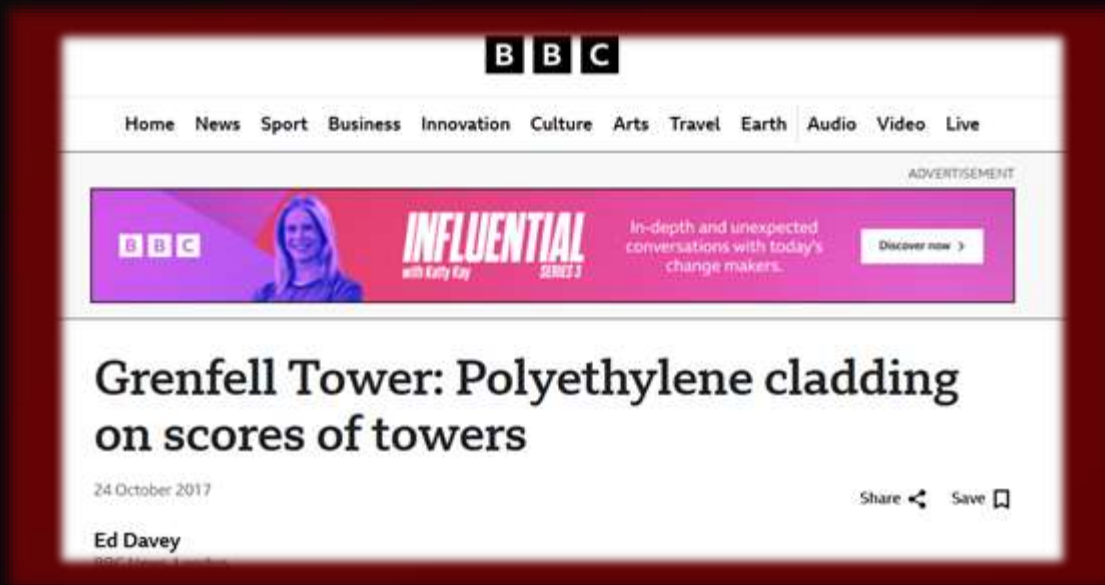 BBC
Home News Sport Business Innovation Culture Arts Travel Earth Audio Video Live
ADVERTISEMENT
BBC
INFLUENTIAL
with Katty Kay SERIES 3
In-depth and unexpected
conversations with today's
change makers.
Discover now >
Grenfell Tower: Polyethylene cladding
on scores of towers
24 October 2017
Share Save
Ed Davey